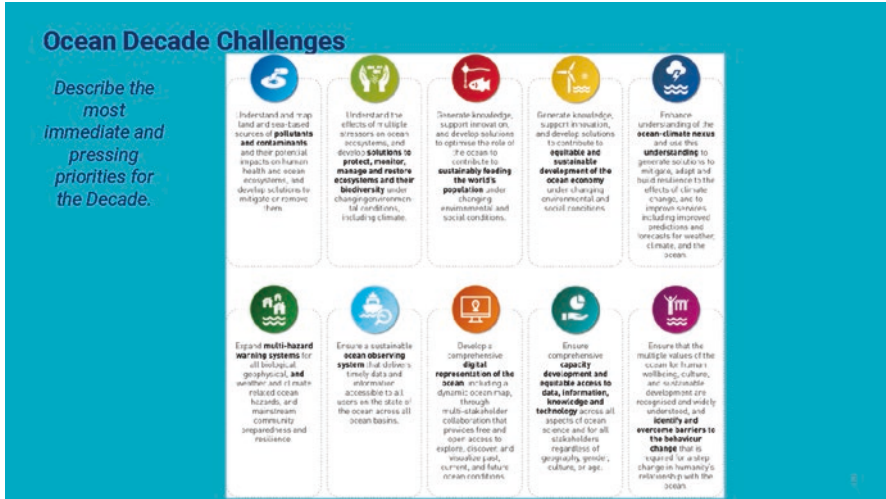 Ocean Decade Challenges
Describe the
most
immediate and
pressing
priorities for
the Decade.
Understand and map
land and sea-based
sources of pollutants
and contaminants
and their potential
impacts on human
health and ocean
ecosystems, and
develop solutions to
mitigate or remove
them.
Understand the
effects of multiple
stressors on ocean
ecosystems, and
develop solutions to
protect, monitor,
manage and restore
ecosystems and their
biodiversity under
changing environmen-
tal conditions,
including climate.
Generate knowledge,
support innovation,
and develop solutions
to optimise the role of
the ocean to
contribute to
sustainably feeding
the world's
population under
changing
environmental and
social conditions.
Generate knowledge,
support innovation,
and develop solutions
to contribute to
equitable and
sustainable
development of the
ocean economy
under changing
environmental and
social conditions.
Enhance
understanding of the
ocean-climate nexus
and use this
understanding to
generate solutions to
mitigate, adapt and
build resilience to the
effects of climate
change, and to
improve services
including improved
predictions and
forecasts for weather,
climate, and the
ocean.
Expand multi-hazard
warning systems for
all biological,
geophysical, and
weather and climate
related ocean
hazards, and
mainstream
community
preparedness and
resilience
Ensure a sustainable
ocean observing
system that delivers
timely data and
information
accessible to all
users on the state of
the ocean across all
ocean basins.
Develop a
comprehensive
digital
representation of the
ocean, including a
dynamic ocean map,
through
multi-stakeholder
collaboration that
provides free and
open access to
explore, discover, and
visualize past,
current, and future
ocean conditions.
Ensure
comprehensive
capacity
development and
equitable access to
data, information,
knowledge and
technology across all
aspects of ocean
science and for all
stakeholders
regardless of
geography, gender,
culture, or age.
Ensure that the
multiple values of the
ocean for human
wellbeing, culture,
and sustainable
development are
recognised and widely
understood, and
identify and
overcome barriers to
the behaviour
change that is
required for a step
change in humanity's
relationship with the
ocean.